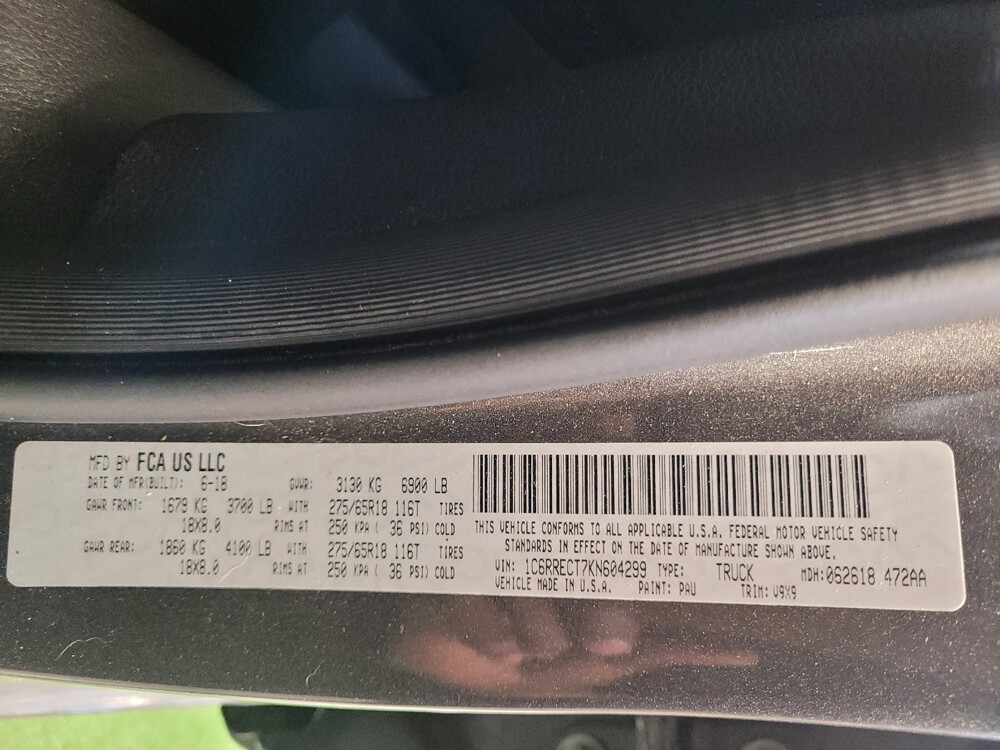 MFD BY FCA US LLC
DATE OF MFR(BUILT): 6-18 GVWR: 3130 KG 6900 LB
GAWR FRONT: 1679 KG 3700 LB - WITH 275/65R18 116T TIRES
18X8.0 RIMS AT 250 KPA ( 36 PSI) COLD
GAWR REAR: 1860 KG 4100 LB WITH 275/65R18 116T TIRES
18X8.0 RIMS AT 250 KPA ( 36 PSI) COLD
THIS VEHICLE CONFORMS TO ALL APPLICABLE U.S.A. FEDERAL MOTOR VEHICLE SAFETY
STANDARDS IN EFFECT ON THE DATE OF MANUFACTURE SHOWN ABOVE.
VIN: 1C6RRECT7KN604299 TYPE: TRUCK MDH:062618 472AA
VEHICLE MADE IN U.S.A. PAINT: PAU TRIM: V9X9